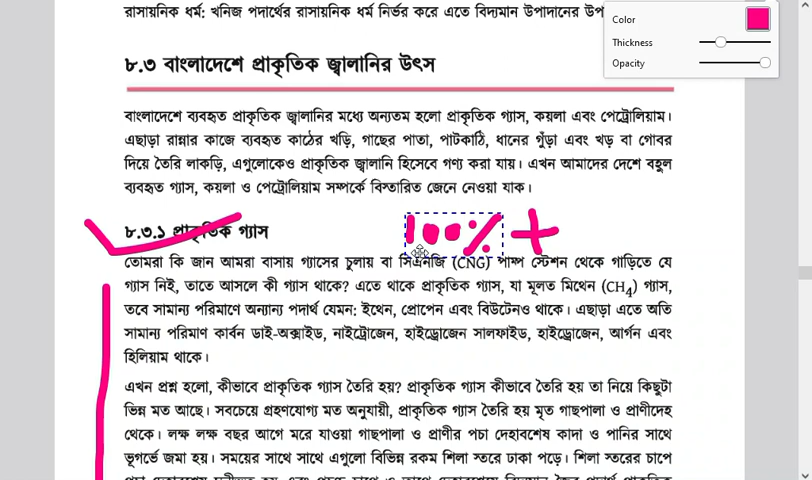 রাসায়নিক ধর্ম: খনিজ পদার্থের রাসায়নিক ধর্ম নির্ভর করে এতে বিদ্যমান উপাদানের
Color
Thickness
Opacity
৮.৩ বাংলাদেশে প্রাকৃতিক জ্বালানির উৎস
বাংলাদেশে ব্যবহৃত প্রাকৃতিক জ্বালানির মধ্যে অন্যতম হলো প্রাকৃতিক গ্যাস, কয়লা এবং পেট্রোলিয়াম।
এছাড়া রান্নার কাজে ব্যবহৃত কাঠের খড়ি, গাছের পাতা, পাটকাঠি, ধানের গুঁড়া এবং খড় বা গোবর
দিয়ে তৈরি লাকড়ি, এগুলোকেও প্রাকৃতিক জ্বালানি হিসেবে গণ্য করা যায়। এখন আমাদের দেশে বহুল
ব্যবহৃত গ্যাস, কয়লা ও পেট্রোলিয়াম সম্পর্কে বিস্তারিত জেনে নেওয়া যাক।
৮.৩.১ প্রাকৃতিক গ্যাস 100% +
তোমরা কি জান আমরা বাসায় গ্যাসের চুলায় বা সিএনজি (CNG) পাম্প স্টেশন থেকে গাড়িতে যে
গ্যাস নিই, তাতে আসলে কী গ্যাস থাকে? এতে থাকে প্রাকৃতিক গ্যাস, যা মূলত মিথেন (CH₄) গ্যাস,
তবে সামান্য পরিমাণে অন্যান্য পদার্থ যেমন: ইথেন, প্রোপেন এবং বিউটেনও থাকে। এছাড়া এতে অতি
সামান্য পরিমাণ কার্বন ডাই-অক্সাইড, নাইট্রোজেন, হাইড্রোজেন সালফাইড, হাইড্রোজেন, আর্গন এবং
হিলিয়াম থাকে।
এখন প্রশ্ন হলো, কীভাবে প্রাকৃতিক গ্যাস তৈরি হয়? প্রাকৃতিক গ্যাস কীভাবে তৈরি হয় তা নিয়ে কিছুটা
ভিন্ন মত আছে। সবচেয়ে গ্রহণযোগ্য মত অনুযায়ী, প্রাকৃতিক গ্যাস তৈরি হয় মৃত গাছপালা ও প্রাণীদেহ
থেকে। লক্ষ লক্ষ বছর আগে মরে যাওয়া গাছপালা ও প্রাণীর পচা দেহাবশেষ কাদা ও পানির সাথে
ভূগর্ভে জমা হয়। সময়ের সাথে সাথে এগুলো বিভিন্ন রকম শিলা স্তরে ঢাকা পড়ে। শিলা স্তরের চাপে